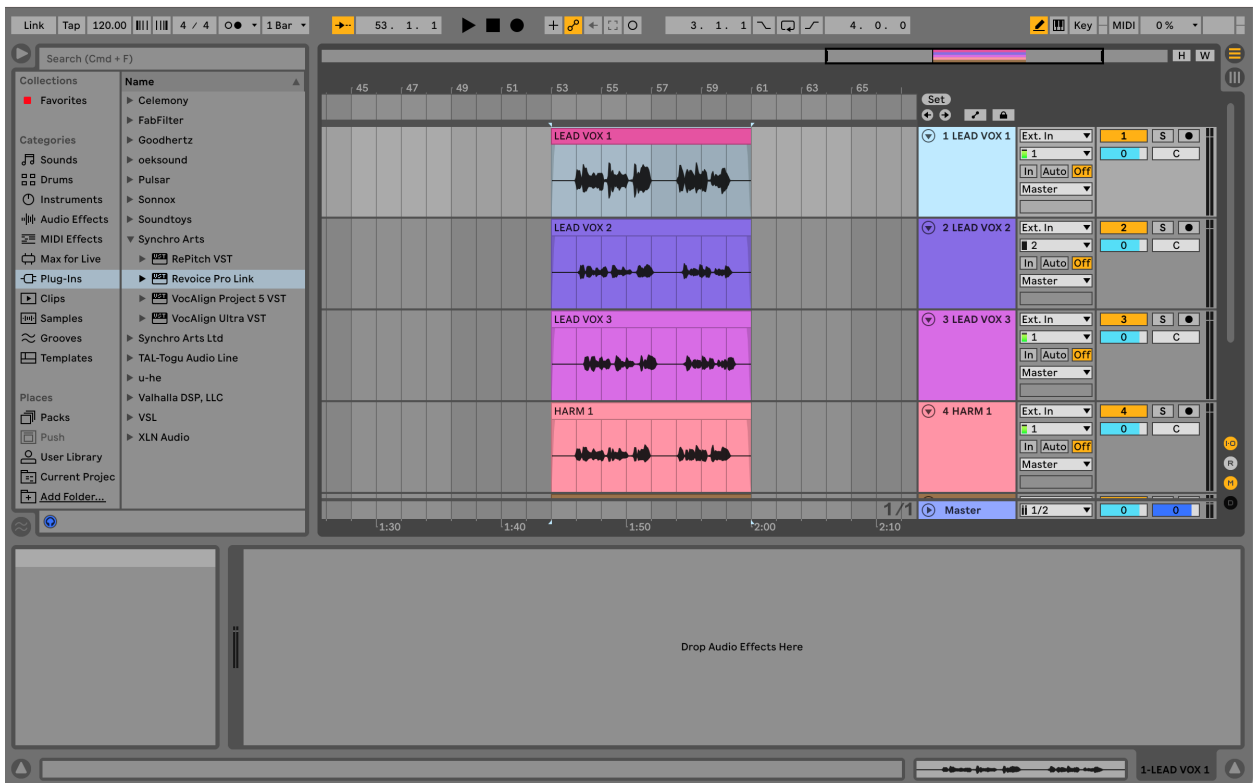 Link Tap 120.00 4 / 4 1 Bar 53. 1. 1 3. 1. 1 4. 0. 0 Key MIDI 0 %
Search (Cmd + F)
H W
Collections
Favorites
Categories
Sounds
Drums
Instruments
Audio Effects
MIDI Effects
Max for Live
Plug-Ins
Clips
Samples
Grooves
Templates
Places
Packs
Push
User Library
Current Projec
Add Folder...
Name
Celemony
FabFilter
Goodhertz
oeksound
Pulsar
Sonnox
Soundtoys
Synchro Arts
VST RePitch VST
VST Revoice Pro Link
VST VocAlign Project 5 VST
VST VocAlign Ultra VST
Synchro Arts Ltd
TAL-Togu Audio Line
u-he
Valhalla DSP, LLC
VSL
XLN Audio
45 47 49 51 53 55 57 59 61 63 65
Set
LEAD VOX 1
1 LEAD VOX 1 Ext. In 1 S
1 0 C
In Auto Off
Master
LEAD VOX 2
2 LEAD VOX 2 Ext. In 2 S
2 0 C
In Auto Off
Master
LEAD VOX 3
3 LEAD VOX 3 Ext. In 3 S
1 0 C
In Auto Off
Master
HARM 1
4 HARM 1 Ext. In 4 S
1 0 C
In Auto Off
Master
I·O
R
M
D
1/1 Master 1/2 0 0
1:30 1:40 1:50 2:00 2:10
Drop Audio Effects Here
1-LEAD VOX 1